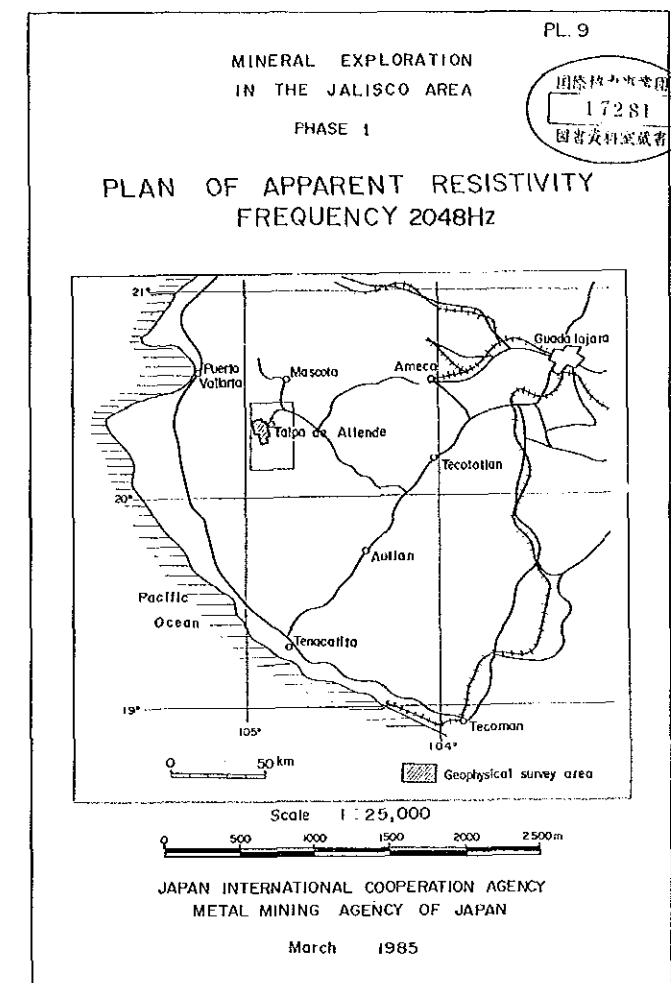 PL. 9
MINERAL EXPLORATION
IN THE JALISCO AREA
PHASE 1
17281
PLAN OF APPARENT RESISTIVITY
FREQUENCY 2048Hz
21°
Guadalajara
Puerto
Vallarta
Mascota
Ameca
Talpa de Allende
Tecototlan
20°
Autlan
Pacific
Ocean
Tenacatita
19°
Tecoman
105°
104°
0 50 km
Geophysical survey area
Scale 1 : 25,000
0 500 1000 1500 2000 2500m
JAPAN INTERNATIONAL COOPERATION AGENCY
METAL MINING AGENCY OF JAPAN
March 1985